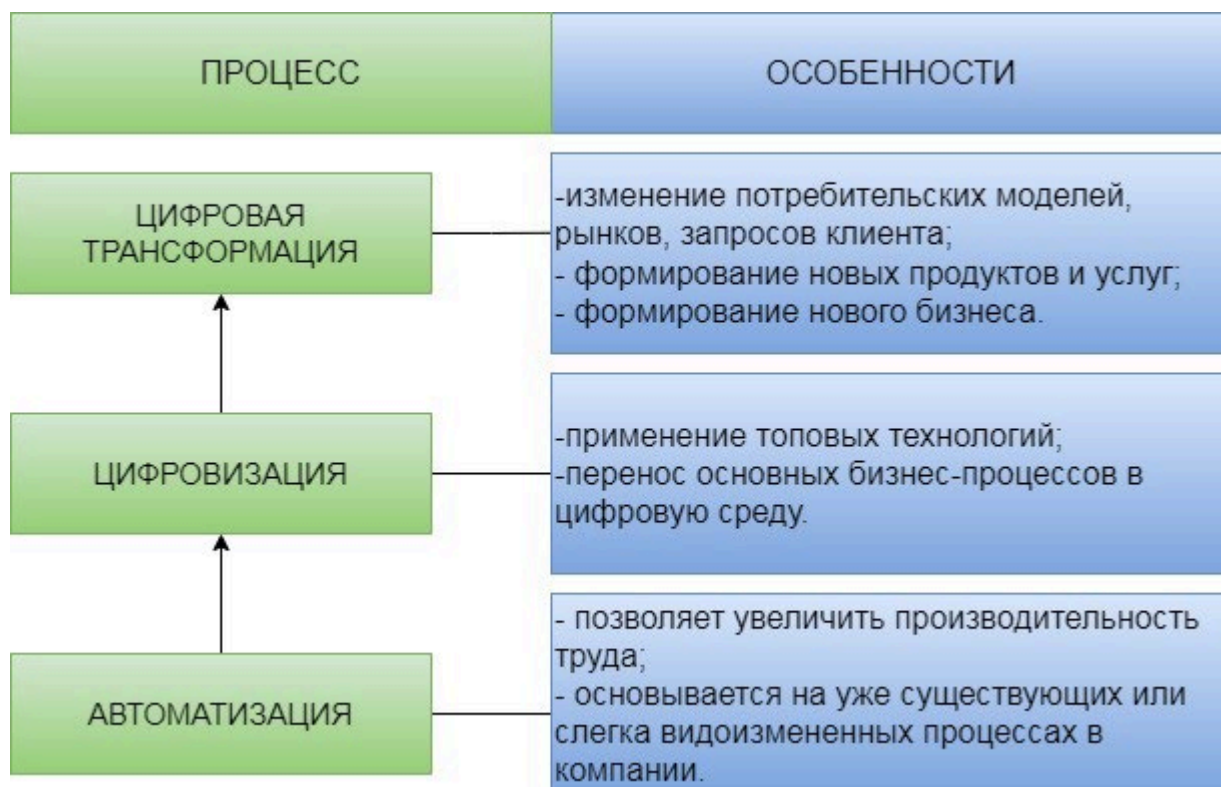 ПРОЦЕСС
ОСОБЕННОСТИ
ЦИФРОВАЯ
ТРАНСФОРМАЦИЯ
-изменение потребительских моделей,
рынков, запросов клиента;
- формирование новых продуктов и услуг;
- формирование нового бизнеса.
ЦИФРОВИЗАЦИЯ
-применение топовых технологий;
-перенос основных бизнес-процессов в
цифровую среду.
АВТОМАТИЗАЦИЯ
- позволяет увеличить производительность
труда;
- основывается на уже существующих или
слегка видоизмененных процессах в
компании.